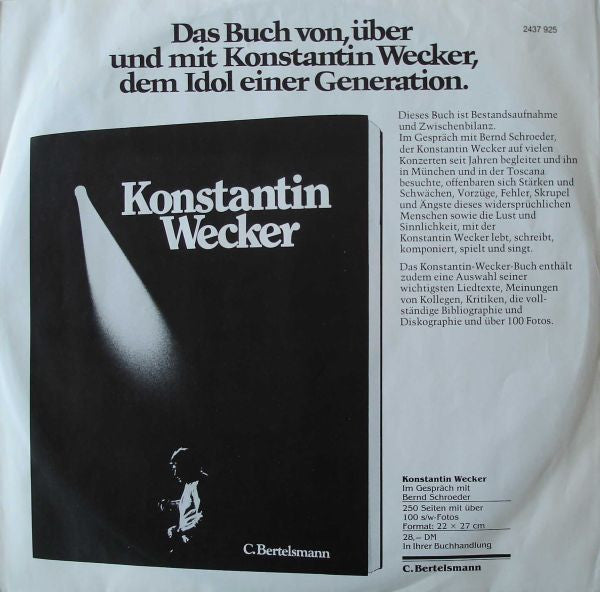 Das Buch von, über
und mit Konstantin Wecker,
dem Idol einer Generation.
2437 925
Konstantin
Wecker
C. Bertelsmann
Dieses Buch ist Bestandsaufnahme
und Zwischenbilanz.
Im Gespräch mit Bernd Schroeder,
der Konstantin Wecker auf vielen
Konzerten seit Jahren begleitet und ihn
in München und in der Toscana
besuchte, offenbaren sich Stärken und
Schwächen, Vorzüge, Fehler, Skrupel
und Ängste dieses widersprüchlichen
Menschen sowie die Lust und
Sinnlichkeit, mit der
Konstantin Wecker lebt, schreibt,
komponiert, spielt und singt.
Das Konstantin-Wecker-Buch enthält
zudem eine Auswahl seiner
wichtigsten Liedtexte, Meinungen
von Kollegen, Kritiken, die voll-
ständige Bibliographie und
Diskographie und über 100 Fotos.
Konstantin Wecker
Im Gespräch mit
Bernd Schroeder
250 Seiten mit über
100 s/w-Fotos
Format: 22 × 27 cm
28,– DM
In Ihrer Buchhandlung
C. Bertelsmann